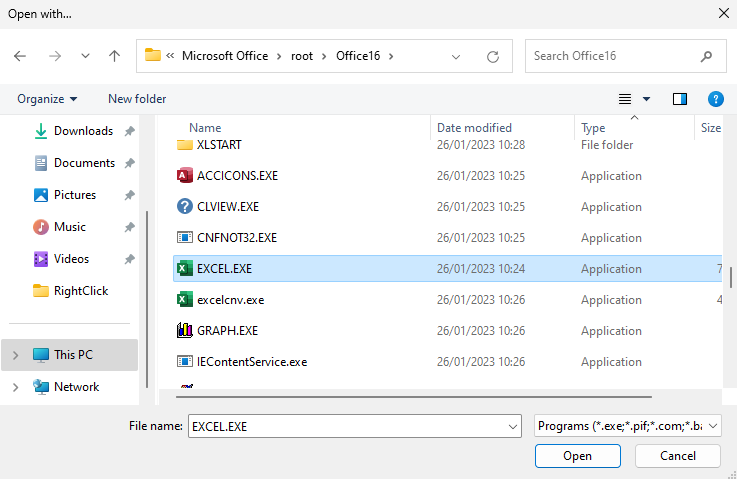 Open with...
Microsoft Office
root
Office16
Search Office16
Organize
New folder
Downloads
Documents
Pictures
Music
Videos
RightClick
This PC
Network
Name Date modified Type Size
XLSTART 26/01/2023 10:28 File folder
ACCICONS.EXE 26/01/2023 10:25 Application
CLVIEW.EXE 26/01/2023 10:25 Application
CNFNOT32.EXE 26/01/2023 10:25 Application
EXCEL.EXE 26/01/2023 10:24 Application 7
excelcnv.exe 26/01/2023 10:26 Application 4
GRAPH.EXE 26/01/2023 10:26 Application
IEContentService.exe 26/01/2023 10:26 Application
File name: EXCEL.EXE
Programs (*.exe;*.pif;*.com;*.ba
Open
Cancel